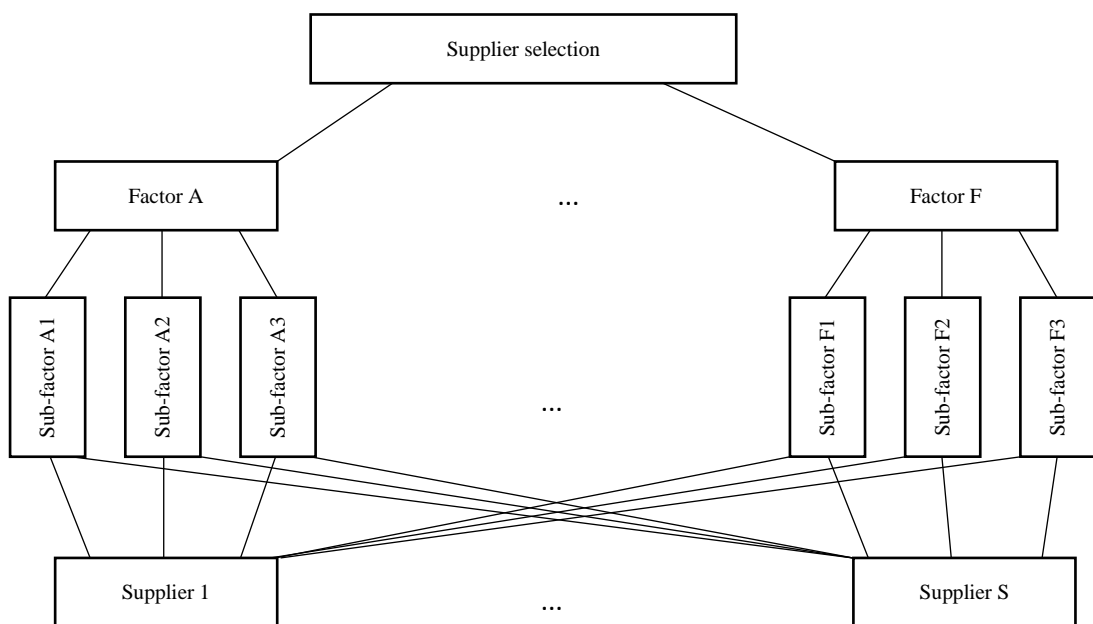 Supplier selection
Factor A
...
Factor F
Sub-factor A1
Sub-factor A2
Sub-factor A3
...
Sub-factor F1
Sub-factor F2
Sub-factor F3
Supplier 1
...
Supplier S